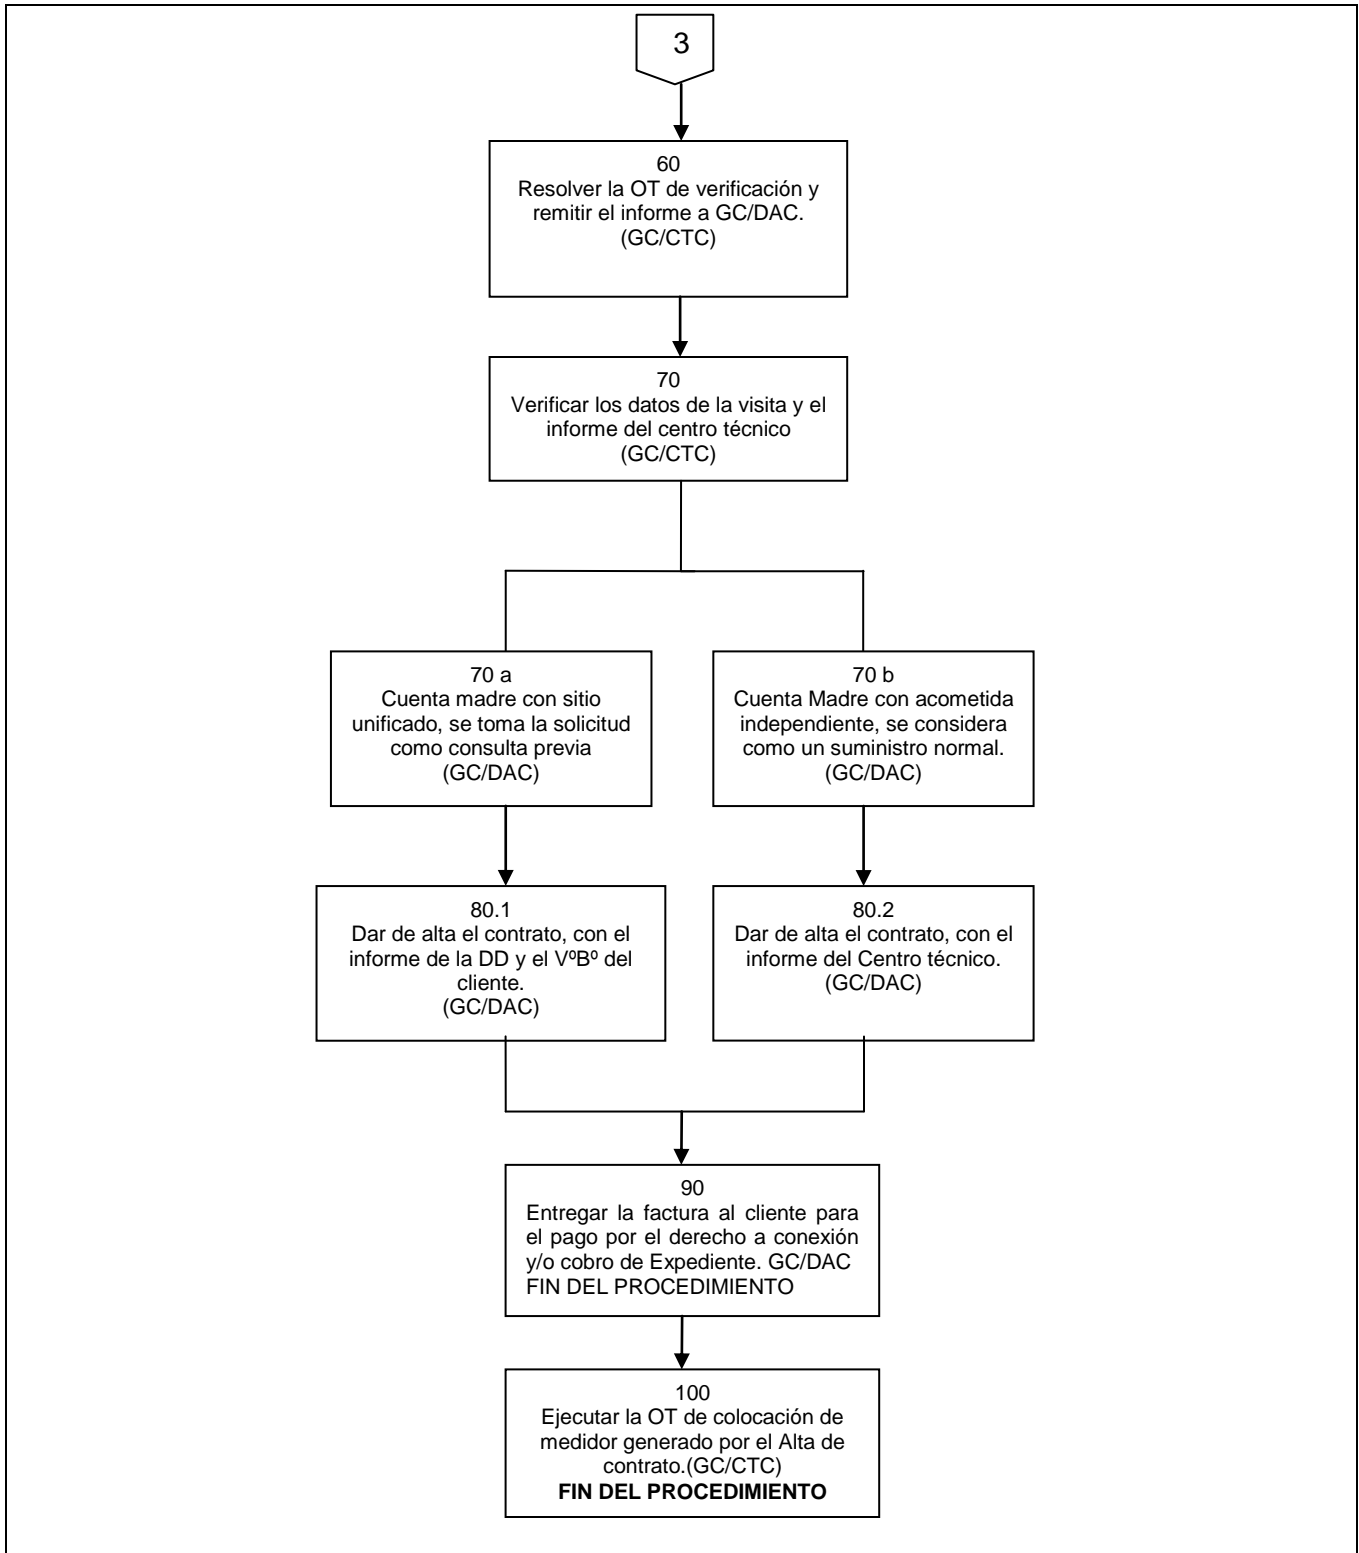 3
60
Resolver la OT de verificación y
remitir el informe a GC/DAC.
(GC/CTC)
70
Verificar los datos de la visita y el
informe del centro técnico
(GC/CTC)
70 a
Cuenta madre con sitio
unificado, se toma la solicitud
como consulta previa
(GC/DAC)
70 b
Cuenta Madre con acometida
independiente, se considera
como un suministro normal.
(GC/DAC)
80.1
Dar de alta el contrato, con el
informe de la DD y el VºBº del
cliente.
(GC/DAC)
80.2
Dar de alta el contrato, con el
informe del Centro técnico.
(GC/DAC)
90
Entregar la factura al cliente para
el pago por el derecho a conexión
y/o cobro de Expediente. GC/DAC
FIN DEL PROCEDIMIENTO
100
Ejecutar la OT de colocación de
medidor generado por el Alta de
contrato.(GC/CTC)
FIN DEL PROCEDIMIENTO